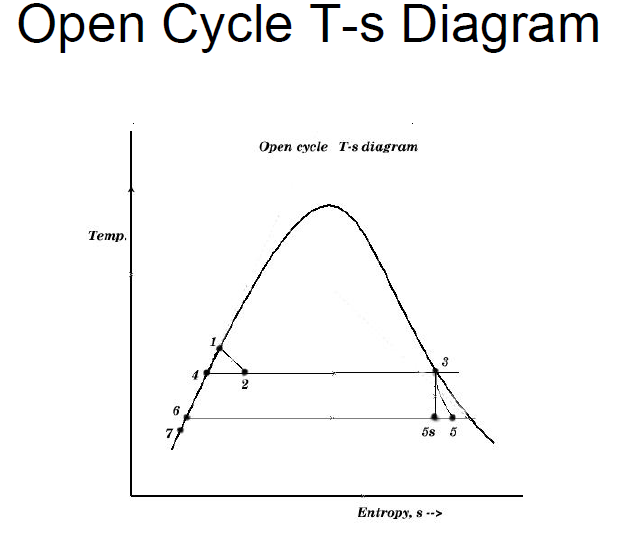 Open Cycle T-s Diagram
Open cycle T-s diagram
Temp.
1
3
4
2
6
7
5s 5
Entropy, s -->